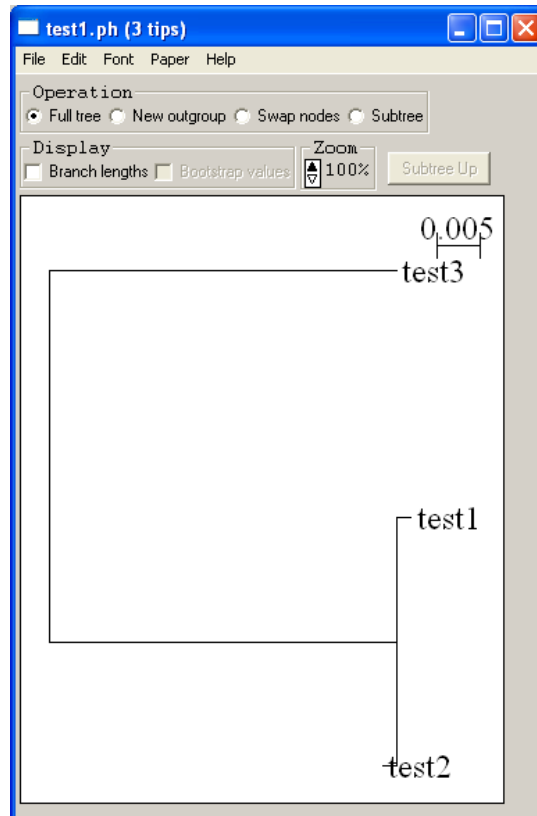 test1.ph (3 tips)
File Edit Font Paper Help
Operation
Full tree New outgroup Swap nodes Subtree
Display
Zoom
Branch lengths Bootstrap values 100% Subtree Up
0.005
test3
test1
test2